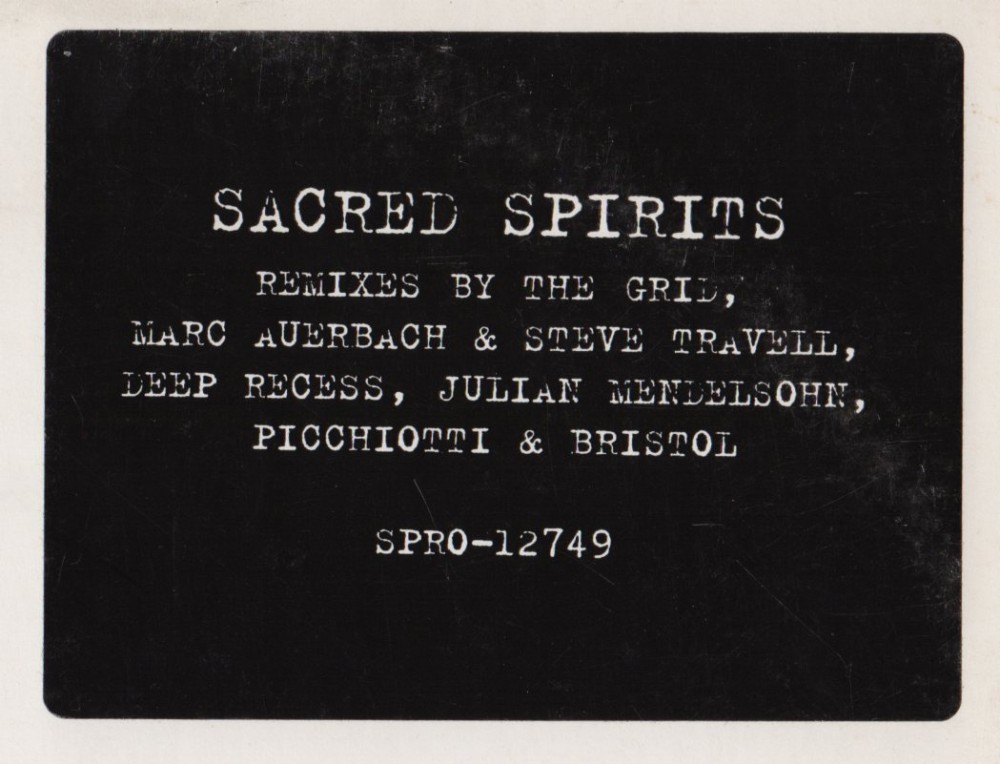 SACRED SPIRITS
REMIXES BY THE GRID,
MARC AUERBACH & STEVE TRAVELL,
DEEP RECESS, JULIAN MENDELSOHN,
PICCHIOTTI & BRISTOL
SPRO-12749